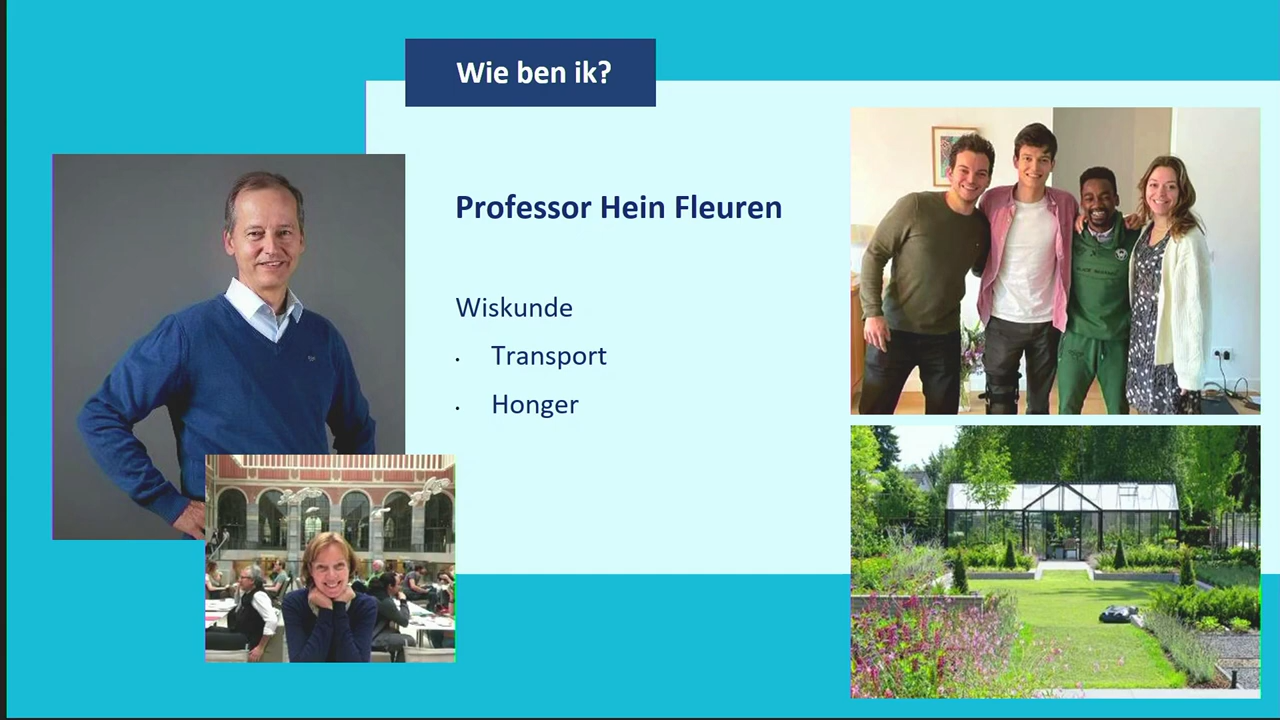 Wie ben ik?
Professor Hein Fleuren
Wiskunde
· Transport
· Honger